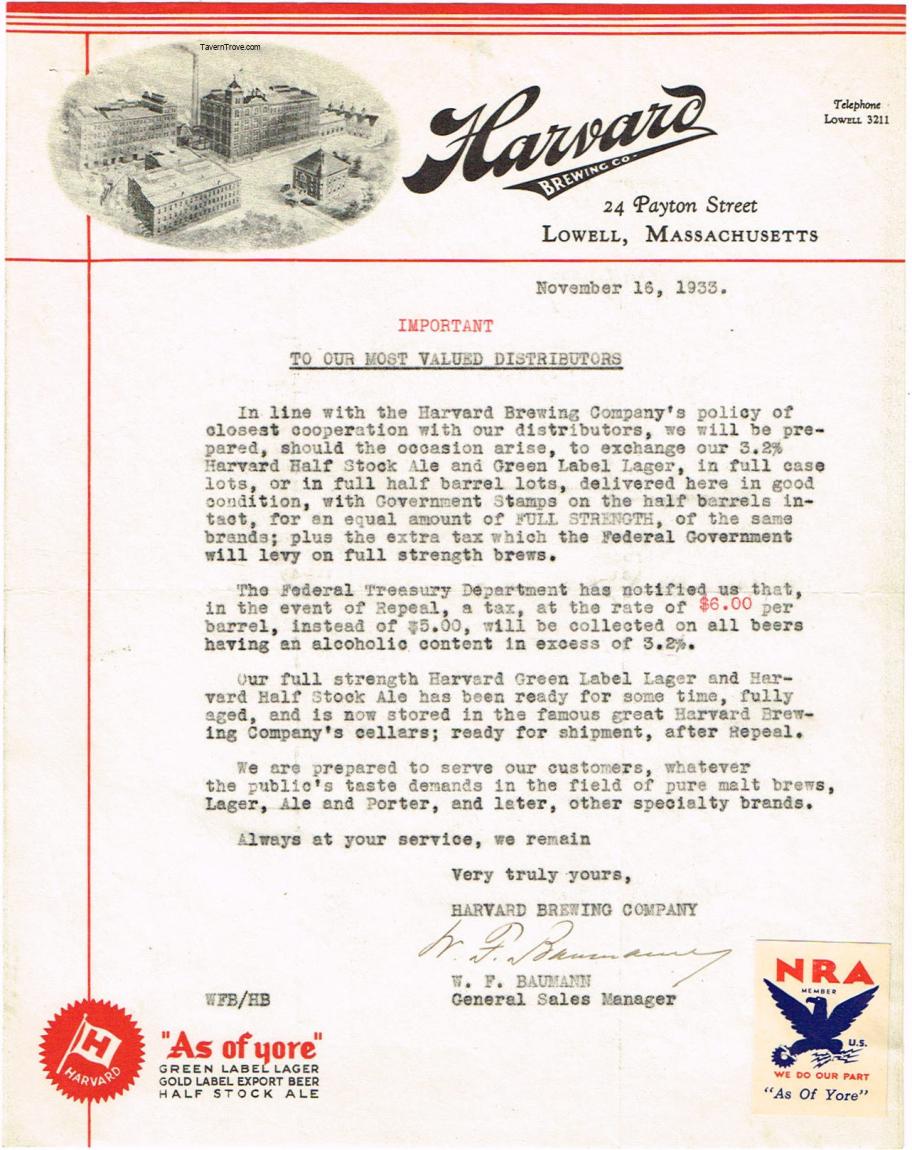 TavernTrove.com
Harvard
BREWING CO.
Telephone
LOWELL 3211
24 Payton Street
LOWELL, MASSACHUSETTS
November 16, 1933.
IMPORTANT
TO OUR MOST VALUED DISTRIBUTORS
In line with the Harvard Brewing Company's policy of
closest cooperation with our distributors, we will be pre-
pared, should the occasion arise, to exchange our 3.2%
Harvard Half Stock Ale and Green Label Lager, in full case
lots, or in full half barrel lots, delivered here in good
condition, with Government Stamps on the half barrels in-
tact, for an equal amount of FULL STRENGTH, of the same
brands; plus the extra tax which the Federal Government
will levy on full strength brews.
The Federal Treasury Department has notified us that,
in the event of Repeal, a tax, at the rate of $6.00 per
barrel, instead of $5.00, will be collected on all beers
having an alcoholic content in excess of 3.2%.
Our full strength Harvard Green Label Lager and Har-
vard Half Stock Ale has been ready for some time, fully
aged, and is now stored in the famous great Harvard Brew-
ing Company's cellars; ready for shipment, after Repeal.
We are prepared to serve our customers, whatever
the public's taste demands in the field of pure malt brews,
Lager, Ale and Porter, and later, other specialty brands.
Always at your service, we remain
Very truly yours,
HARVARD BREWING COMPANY
W. F. Baumann
W. F. BAUMANN
WFB/HB
General Sales Manager
H
HARVARD
"As of yore"
GREEN LABEL LAGER
GOLD LABEL EXPORT BEER
HALF STOCK ALE
NRA
MEMBER
U.S.
WE DO OUR PART
"As Of Yore"